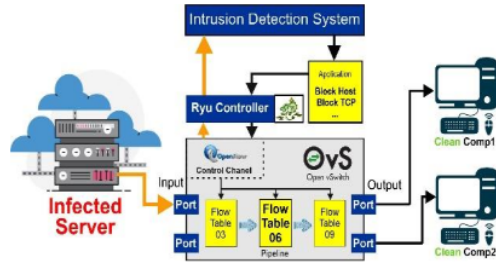 Intrusion Detection System
Application
Block Host
Block TCP
...
Ryu Controller
OpenFlow
Control Chanel
OvS
Open vSwitch
Input
Output
Port
Port
Port
Port
Flow
Table
03
Flow
Table
06
Flow
Table
09
Pipeline
Infected
Server
Clean Comp1
Clean Comp2